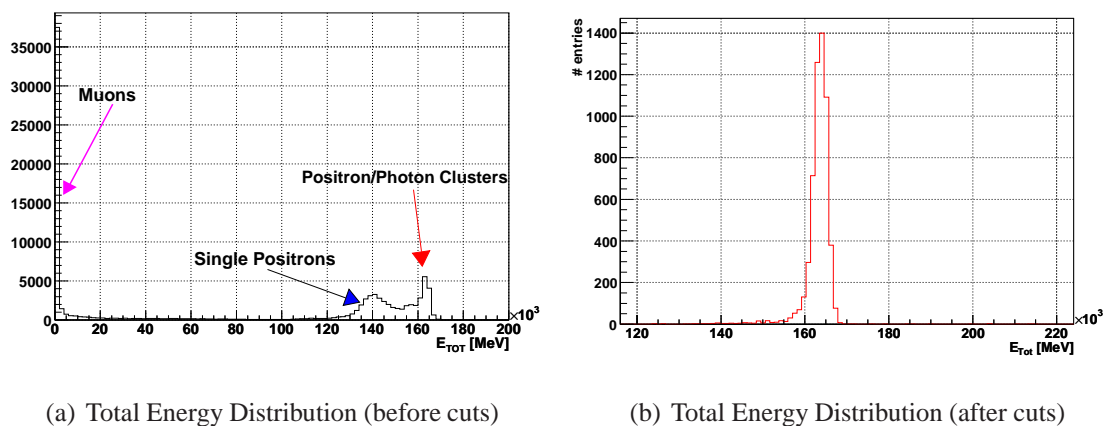 35000
30000
25000
20000
15000
10000
5000
0
Muons
Positron/Photon Clusters
Single Positrons
0 20 40 60 80 100 120 140 160 180 200
×10³
E_TOT [MeV]
# entries
1400
1200
1000
800
600
400
200
0
120 140 160 180 200 220
×10³
E_Tot [MeV]
(a) Total Energy Distribution (before cuts)
(b) Total Energy Distribution (after cuts)